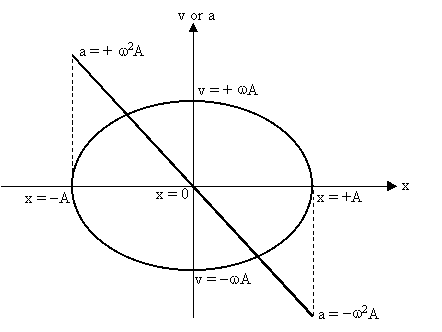 v or a
a = + ω²A
v = + ωA
x
x = −A
x = 0
x = +A
v = −ωA
a = −ω²A